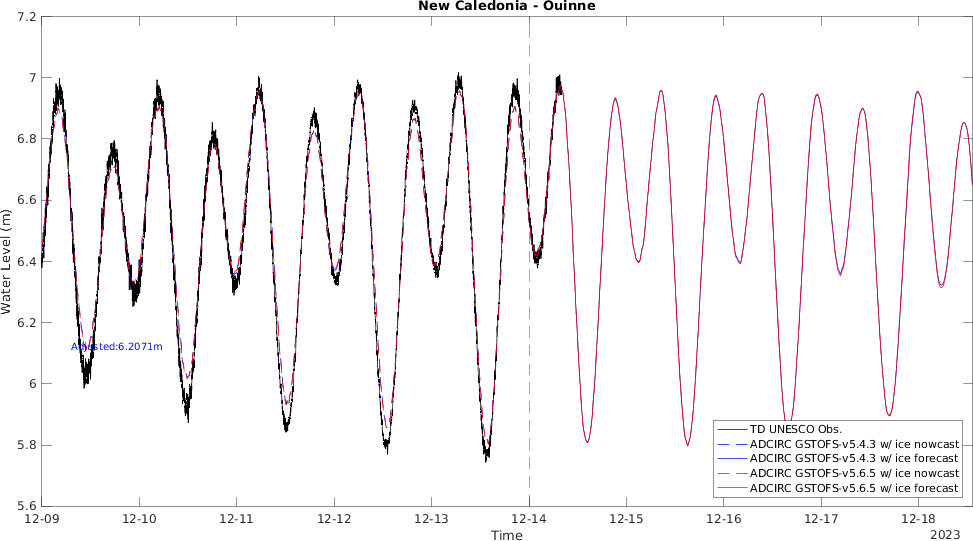 New Caledonia - Ouinne
Water Level (m)
7.2
7
6.8
6.6
6.4
6.2
6
5.8
5.6
Adjusted:6.2071m
TD UNESCO Obs.
ADCIRC GSTOFS-v5.4.3 w/ ice nowcast
ADCIRC GSTOFS-v5.4.3 w/ ice forecast
ADCIRC GSTOFS-v5.6.5 w/ ice nowcast
ADCIRC GSTOFS-v5.6.5 w/ ice forecast
12-09 12-10 12-11 12-12 12-13 12-14 12-15 12-16 12-17 12-18
Time
2023